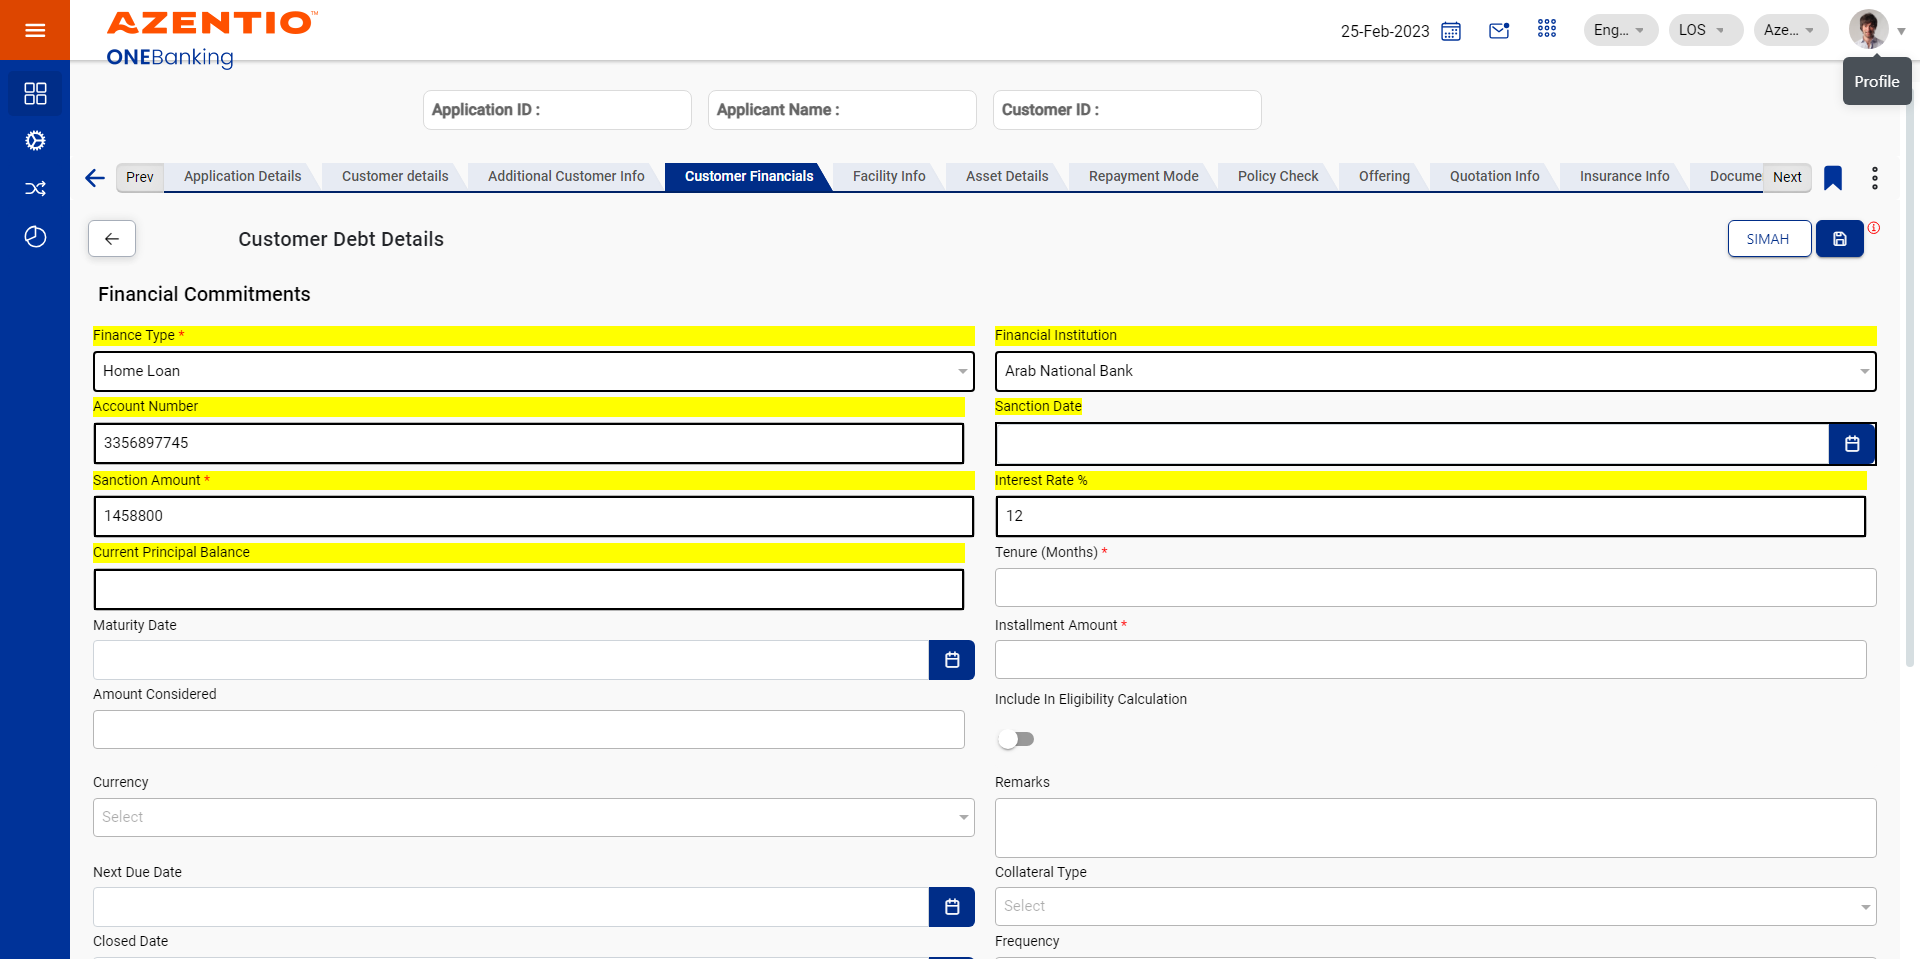 AZENTIO™
ONEBanking
25-Feb-2023
Eng...
LOS
Aze...
Profile
Application ID :
Applicant Name :
Customer ID :
Prev
Application Details
Customer details
Additional Customer Info
Customer Financials
Facility Info
Asset Details
Repayment Mode
Policy Check
Offering
Quotation Info
Insurance Info
Docume
Next
Customer Debt Details
SIMAH
Financial Commitments
Finance Type *
Financial Institution
Home Loan
Arab National Bank
Account Number
Sanction Date
3356897745
Sanction Amount *
Interest Rate %
1458800
12
Current Principal Balance
Tenure (Months) *
Maturity Date
Installment Amount *
Amount Considered
Include In Eligibility Calculation
Currency
Remarks
Select
Next Due Date
Collateral Type
Select
Closed Date
Frequency